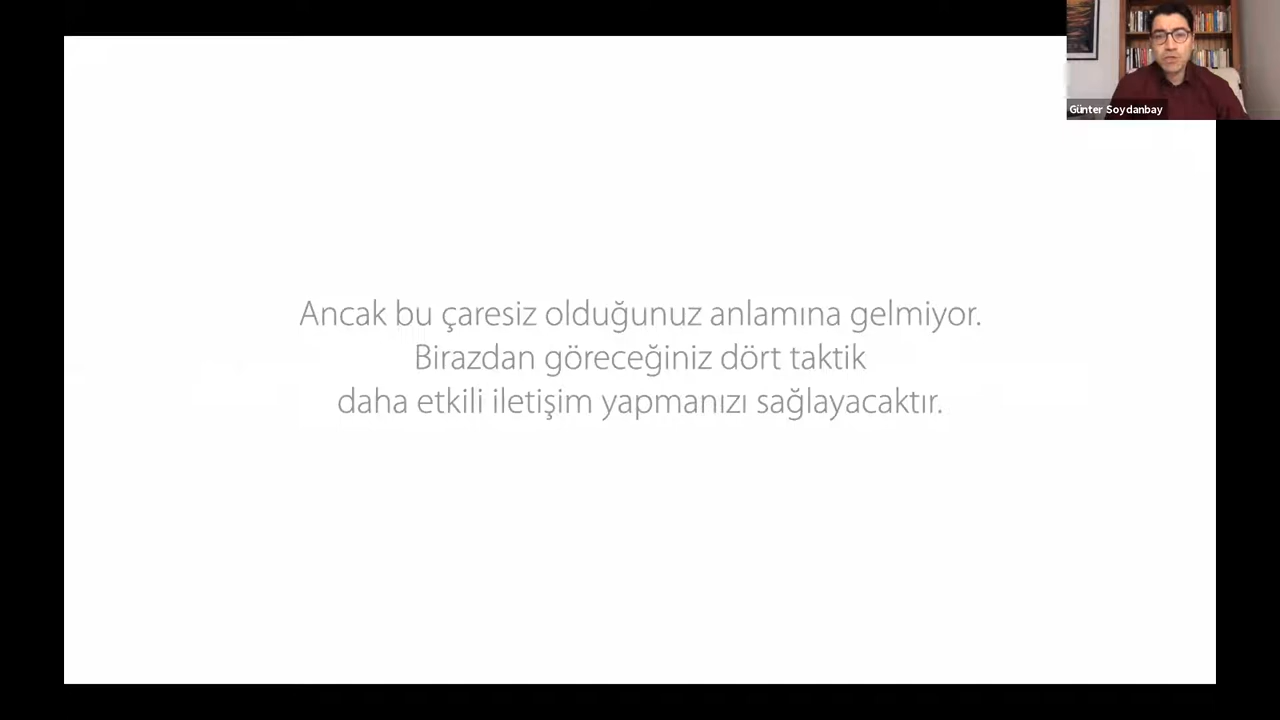 Günter Soydanbay
Ancak bu çaresiz olduğunuz anlamına gelmiyor.
Birazdan göreceğiniz dört taktik
daha etkili iletişim yapmanızı sağlayacaktır.